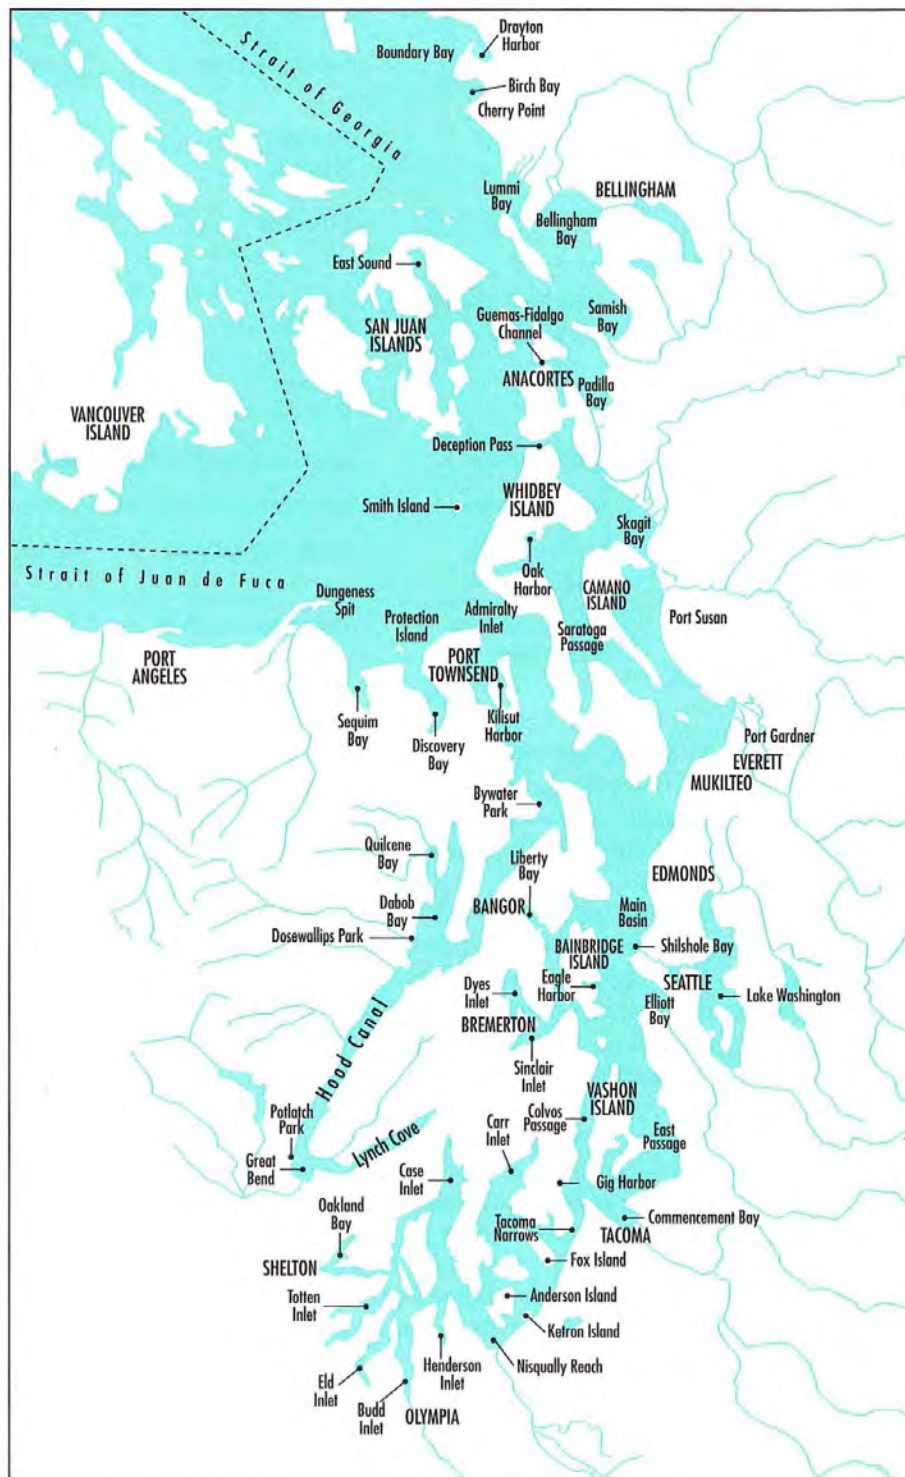 Drayton
Harbor
Boundary Bay
Strait of Georgia
Birch Bay
Cherry Point
Lummi
Bay
BELLINGHAM
Bellingham
Bay
East Sound
Samish
Bay
Guemas-Fidalgo
Channel
SAN JUAN
ISLANDS
ANACORTES
Padilla
Bay
VANCOUVER
ISLAND
Deception Pass
WHIDBEY
ISLAND
Smith Island
Skagit
Bay
Strait of Juan de Fuca
Oak
Harbor
CAMANO
ISLAND
Dungeness
Spit
Protection
Island
Admiralty
Inlet
Port Susan
Saratoga
Passage
PORT
ANGELES
PORT
TOWNSEND
Sequim
Bay
Kilisut
Harbor
Discovery
Bay
Port Gardner
EVERETT
MUKILTEO
Bywater
Park
Quilcene
Bay
Liberty
Bay
EDMONDS
Dabob
Bay
BANGOR
Main
Basin
Dosewallips Park
BAINBRIDGE
ISLAND
Shilshole Bay
Eagle
Harbor
SEATTLE
Dyes
Inlet
Elliott
Bay
Lake Washington
BREMERTON
Hood Canal
Sinclair
Inlet
VASHON
ISLAND
Colvos
Passage
Potlatch
Park
Carr
Inlet
East
Passage
Lynch Cove
Great
Bend
Case
Inlet
Gig Harbor
Oakland
Bay
Tacoma
Narrows
Commencement Bay
TACOMA
SHELTON
Fox Island
Totten
Inlet
Anderson Island
Ketron Island
Henderson
Inlet
Nisqually Reach
Eld
Inlet
Budd
Inlet
OLYMPIA